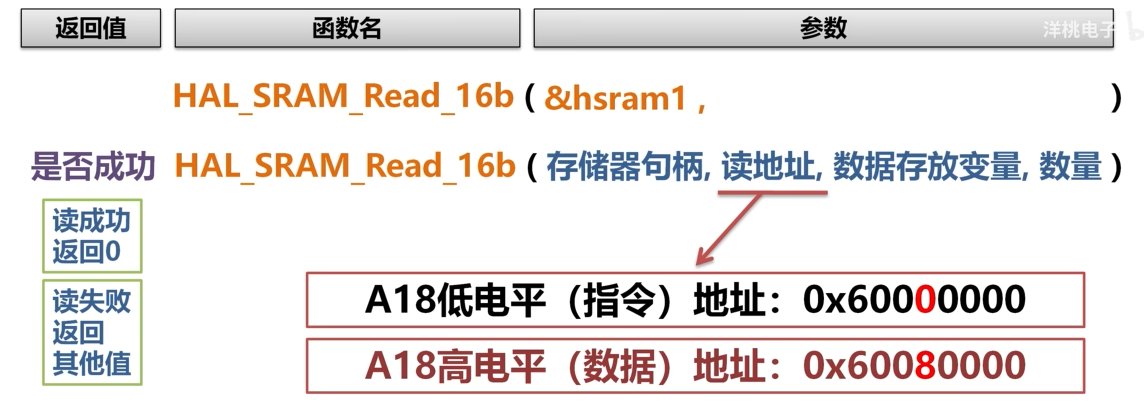 返回值 函数名 参数
洋桃电子
HAL_SRAM_Read_16b ( &hsram1 , )
是否成功 HAL_SRAM_Read_16b ( 存储器句柄, 读地址, 数据存放变量, 数量 )
读成功
返回0
读失败
返回
其他值
A18低电平（指令）地址：0x60000000
A18高电平（数据）地址：0x60080000